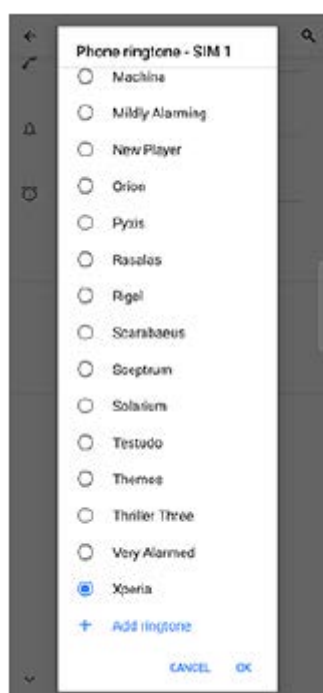 Phone ringtone - SIM 1
Machina
Mildly Alarming
New Player
Orion
Pyxis
Rasalas
Rigel
Scarabaeus
Sceptrum
Solarium
Testudo
Themos
Thriller Three
Very Alarmed
Xperia
+ Add ringtone
CANCEL OK